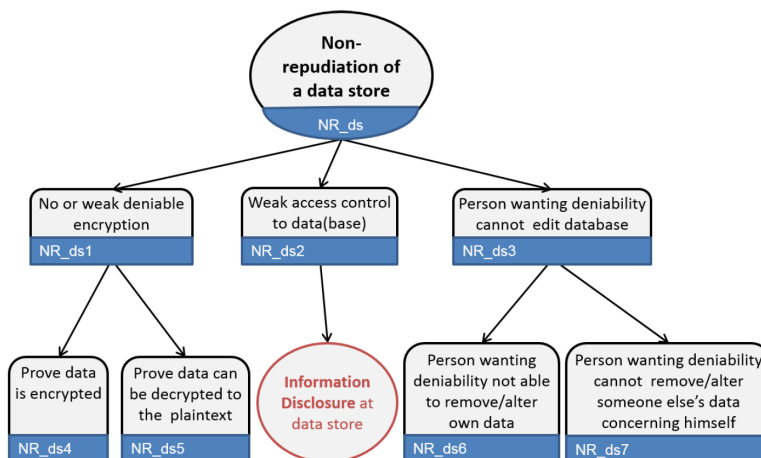 Non-
repudiation of
a data store
NR_ds
No or weak deniable
encryption
NR_ds1
Weak access control
to data(base)
NR_ds2
Person wanting deniability
cannot edit database
NR_ds3
Prove data
is encrypted
NR_ds4
Prove data can
be decrypted to
the plaintext
NR_ds5
Information
Disclosure at
data store
Person wanting
deniability not able
to remove/alter
own data
NR_ds6
Person wanting deniability
cannot remove/alter
someone else's data
concerning himself
NR_ds7